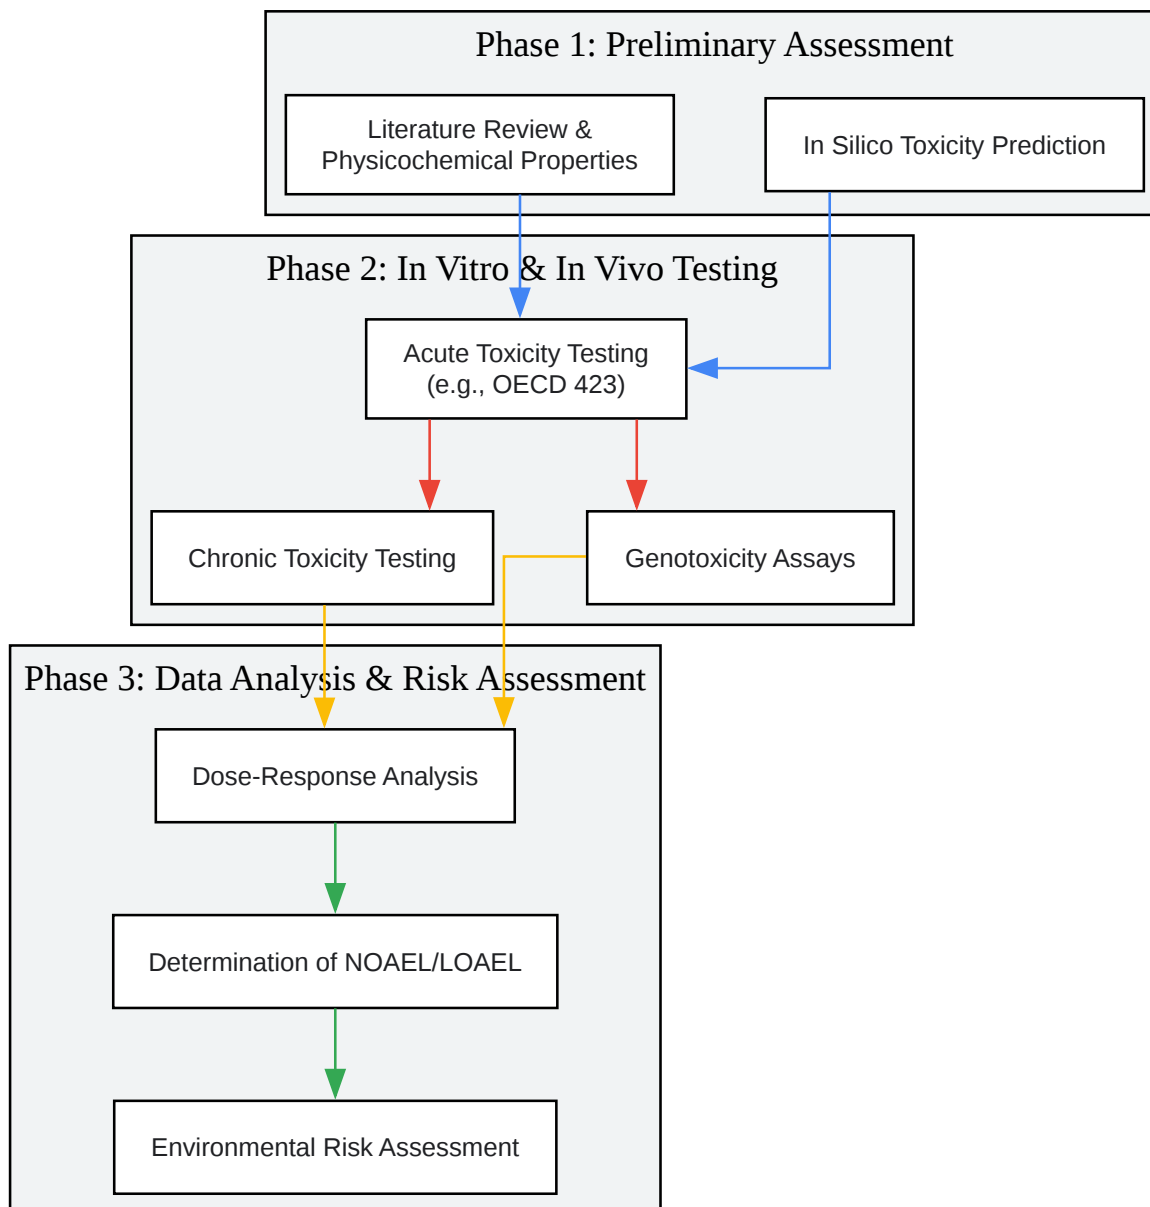 Phase 1: Preliminary Assessment
Literature Review &
Physicochemical Properties
In Silico Toxicity Prediction
Phase 2: In Vitro & In Vivo Testing
Acute Toxicity Testing
(e.g., OECD 423)
Chronic Toxicity Testing
Genotoxicity Assays
Phase 3: Data Analysis & Risk Assessment
Dose-Response Analysis
Determination of NOAEL/LOAEL
Environmental Risk Assessment